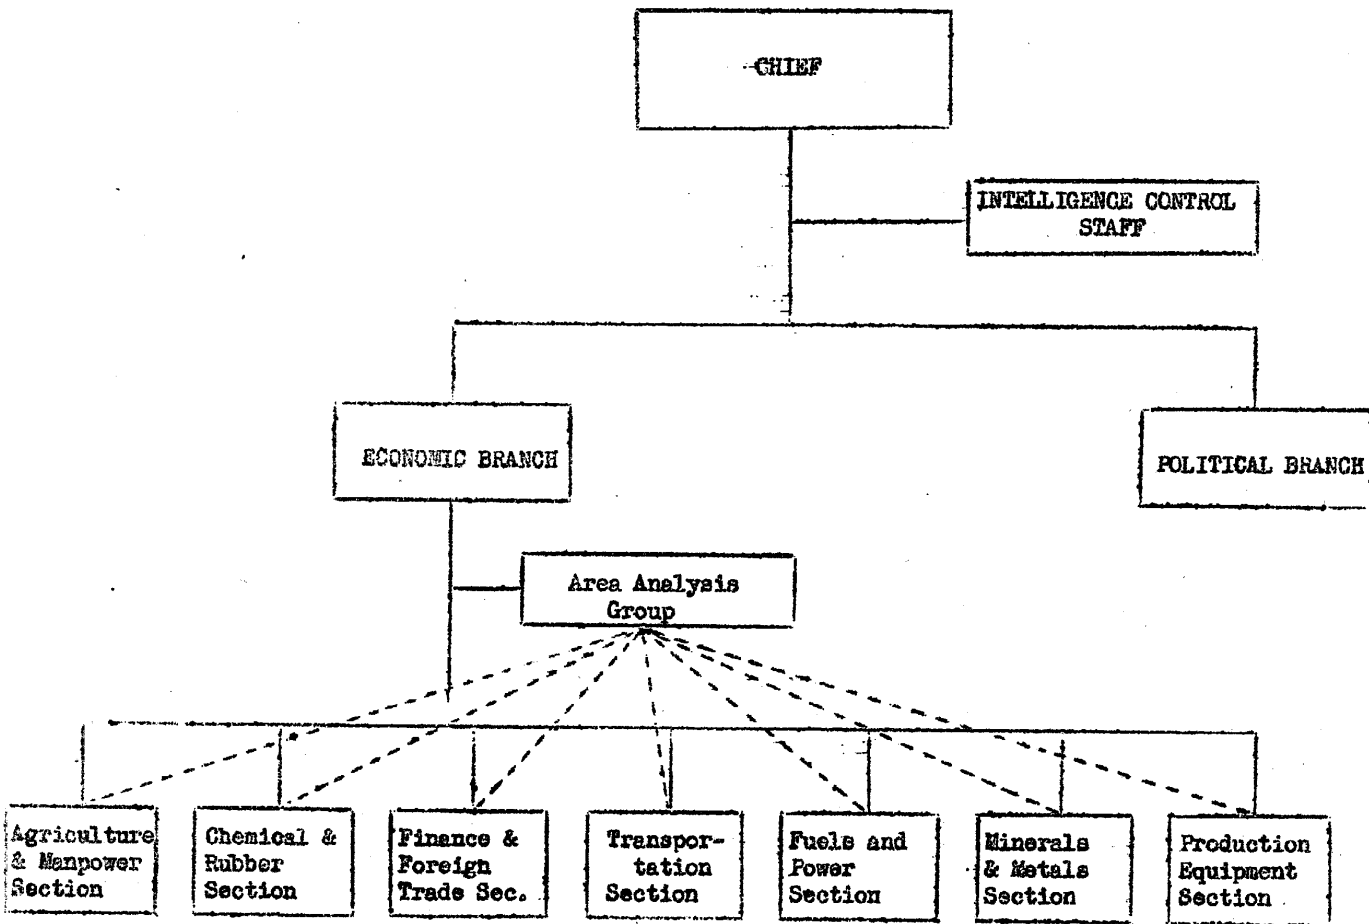 CHIEF
INTELLIGENCE CONTROL
STAFF
ECONOMIC BRANCH
POLITICAL BRANCH
Area Analysis
Group
Agriculture
& Manpower
Section
Chemical &
Rubber
Section
Finance &
Foreign
Trade Sec.
Transpor-
tation
Section
Fuels and
Power
Section
Minerals
& Metals
Section
Production
Equipment
Section